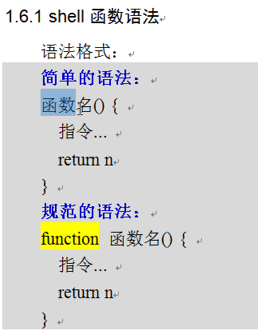 1.6.1 shell 函数语法
语法格式：
简单的语法：
函数名() {
指令...
return n
}
规范的语法：
function 函数名() {
指令...
return n
}